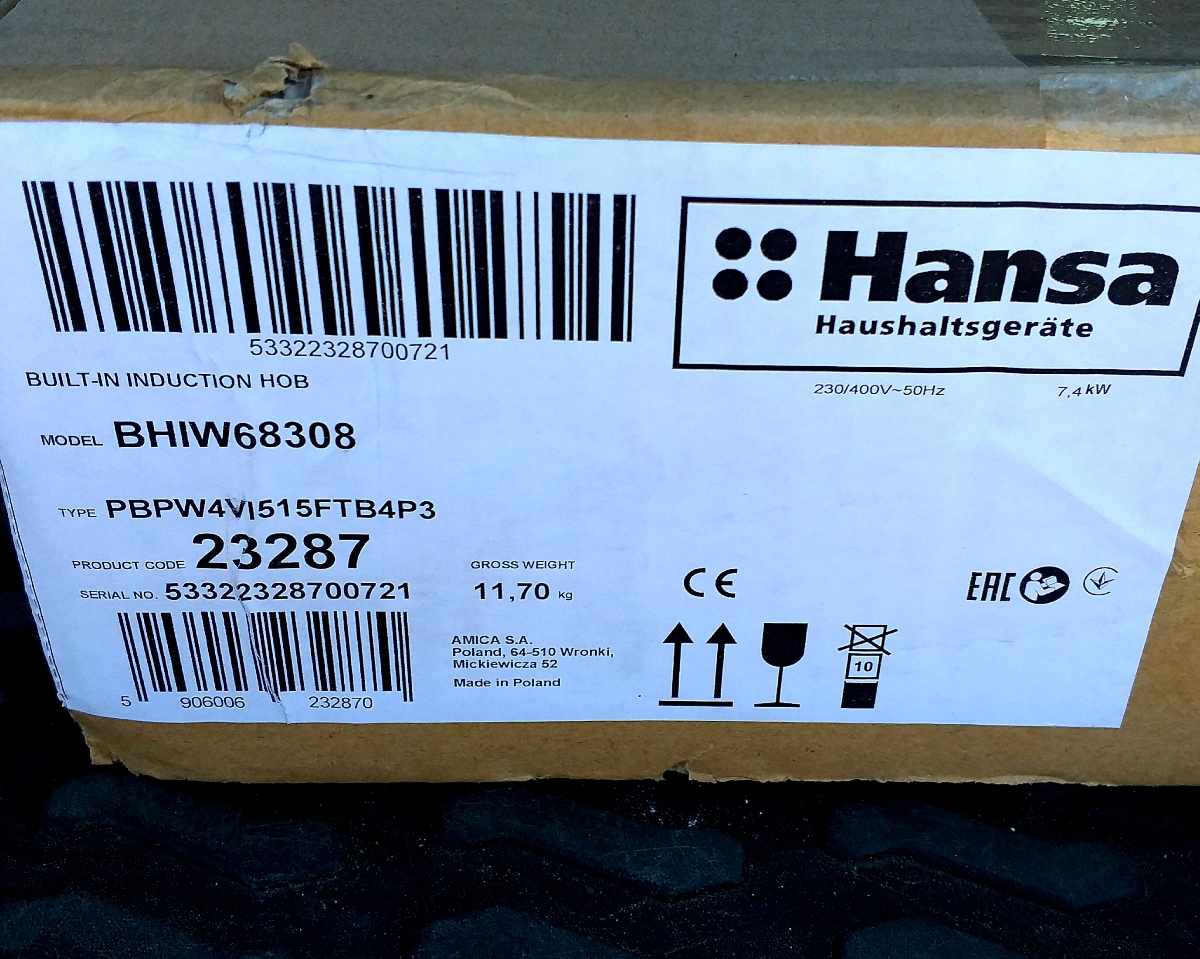 53322328700721
Hansa
Haushaltsgeräte
BUILT-IN INDUCTION HOB
230/400V~50Hz 7,4 kW
MODEL BHIW68308
TYPE PBPW4VI515FTB4P3
PRODUCT CODE 23287
GROSS WEIGHT
SERIAL NO. 53322328700721
11,70 kg
CE
EAC
AMICA S.A.
Poland, 64-510 Wronki,
Mickiewicza 52
Made in Poland
10
5 906006 232870